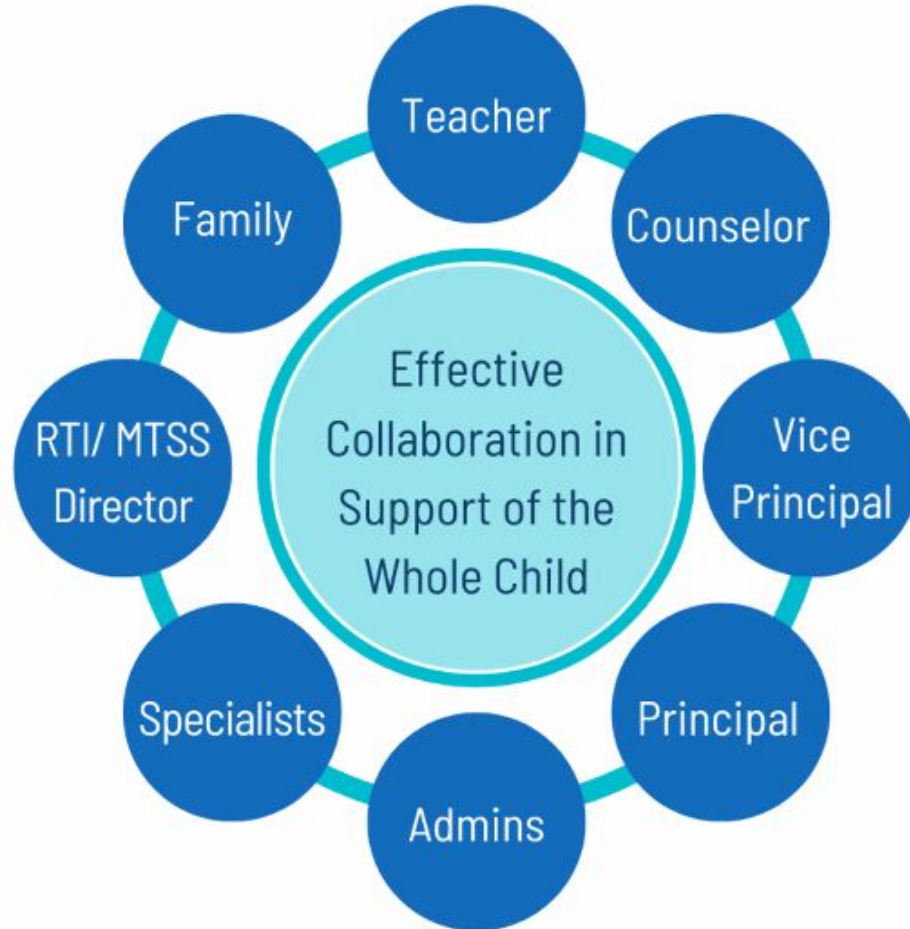 Teacher
Counselor
Vice
Principal
Principal
Admins
Specialists
RTI/ MTSS
Director
Family
Effective
Collaboration in
Support of the
Whole Child